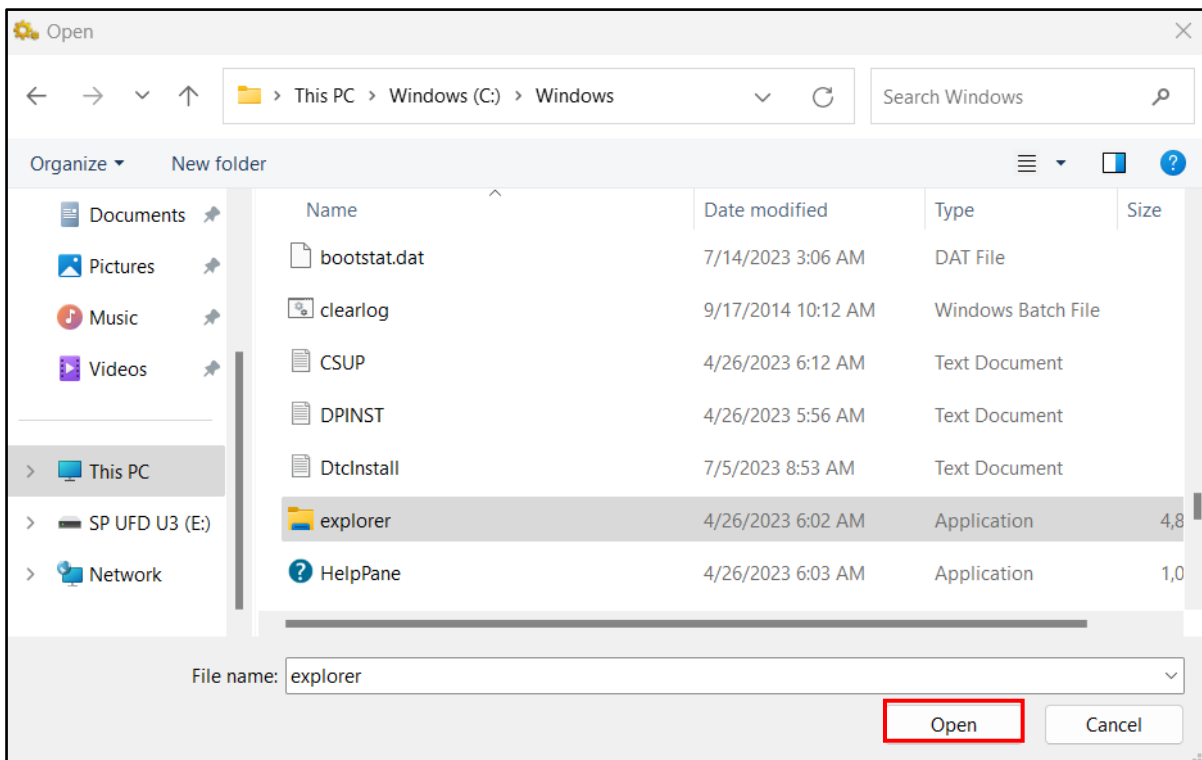 Open
This PC > Windows (C:) > Windows
Search Windows
Organize
New folder
Documents
Pictures
Music
Videos
This PC
SP UFD U3 (E:)
Network
Name Date modified Type Size
bootstat.dat 7/14/2023 3:06 AM DAT File
clearlog 9/17/2014 10:12 AM Windows Batch File
CSUP 4/26/2023 6:12 AM Text Document
DPINST 4/26/2023 5:56 AM Text Document
DtcInstall 7/5/2023 8:53 AM Text Document
explorer 4/26/2023 6:02 AM Application 4,8
HelpPane 4/26/2023 6:03 AM Application 1,0
File name: explorer
Open Cancel